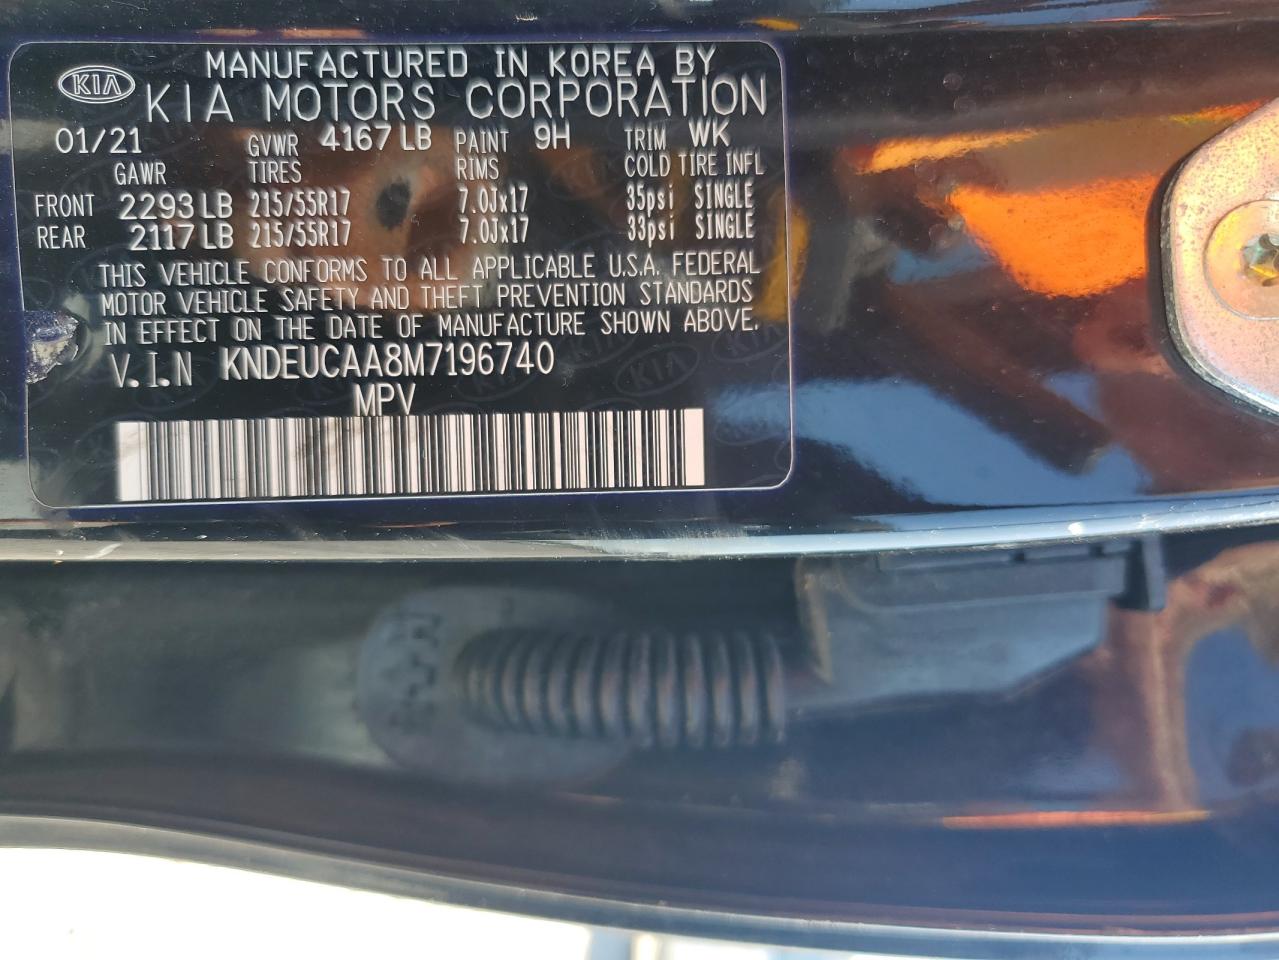 MANUFACTURED IN KOREA BY
KIA KIA MOTORS CORPORATION
01/21 GVWR 4167 LB PAINT 9H TRIM WK
GAWR TIRES RIMS COLD TIRE INFL
FRONT 2293 LB 215/55R17 7.0Jx17 35psi SINGLE
REAR 2117 LB 215/55R17 7.0Jx17 33psi SINGLE
THIS VEHICLE CONFORMS TO ALL APPLICABLE U.S.A. FEDERAL
MOTOR VEHICLE SAFETY AND THEFT PREVENTION STANDARDS
IN EFFECT ON THE DATE OF MANUFACTURE SHOWN ABOVE.
V.I.N KNDEUCAA8M7196740
MPV